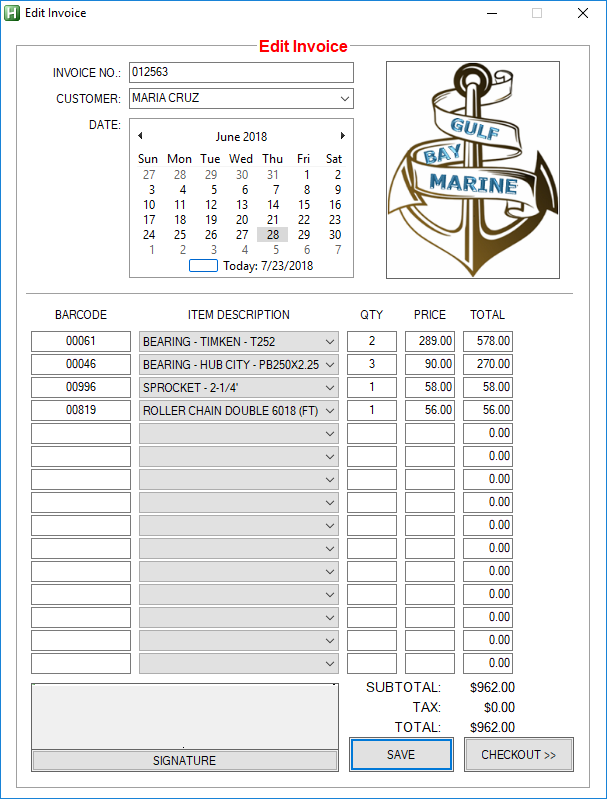 Edit Invoice
Edit Invoice
INVOICE NO.: 012563
CUSTOMER: MARIA CRUZ
DATE:
June 2018
Sun Mon Tue Wed Thu Fri Sat
27 28 29 30 31 1 2
3 4 5 6 7 8 9
10 11 12 13 14 15 16
17 18 19 20 21 22 23
24 25 26 27 28 29 30
1 2 3 4 5 6 7
Today: 7/23/2018
GULF
BAY
MARINE
BARCODE ITEM DESCRIPTION QTY PRICE TOTAL
00061 BEARING - TIMKEN - T252 2 289.00 578.00
00046 BEARING - HUB CITY - PB250X2.25 3 90.00 270.00
00996 SPROCKET - 2-1/4' 1 58.00 58.00
00819 ROLLER CHAIN DOUBLE 6018 (FT) 1 56.00 56.00
0.00
0.00
0.00
0.00
0.00
0.00
0.00
0.00
0.00
0.00
0.00
SUBTOTAL: $962.00
TAX: $0.00
TOTAL: $962.00
SIGNATURE SAVE CHECKOUT >>